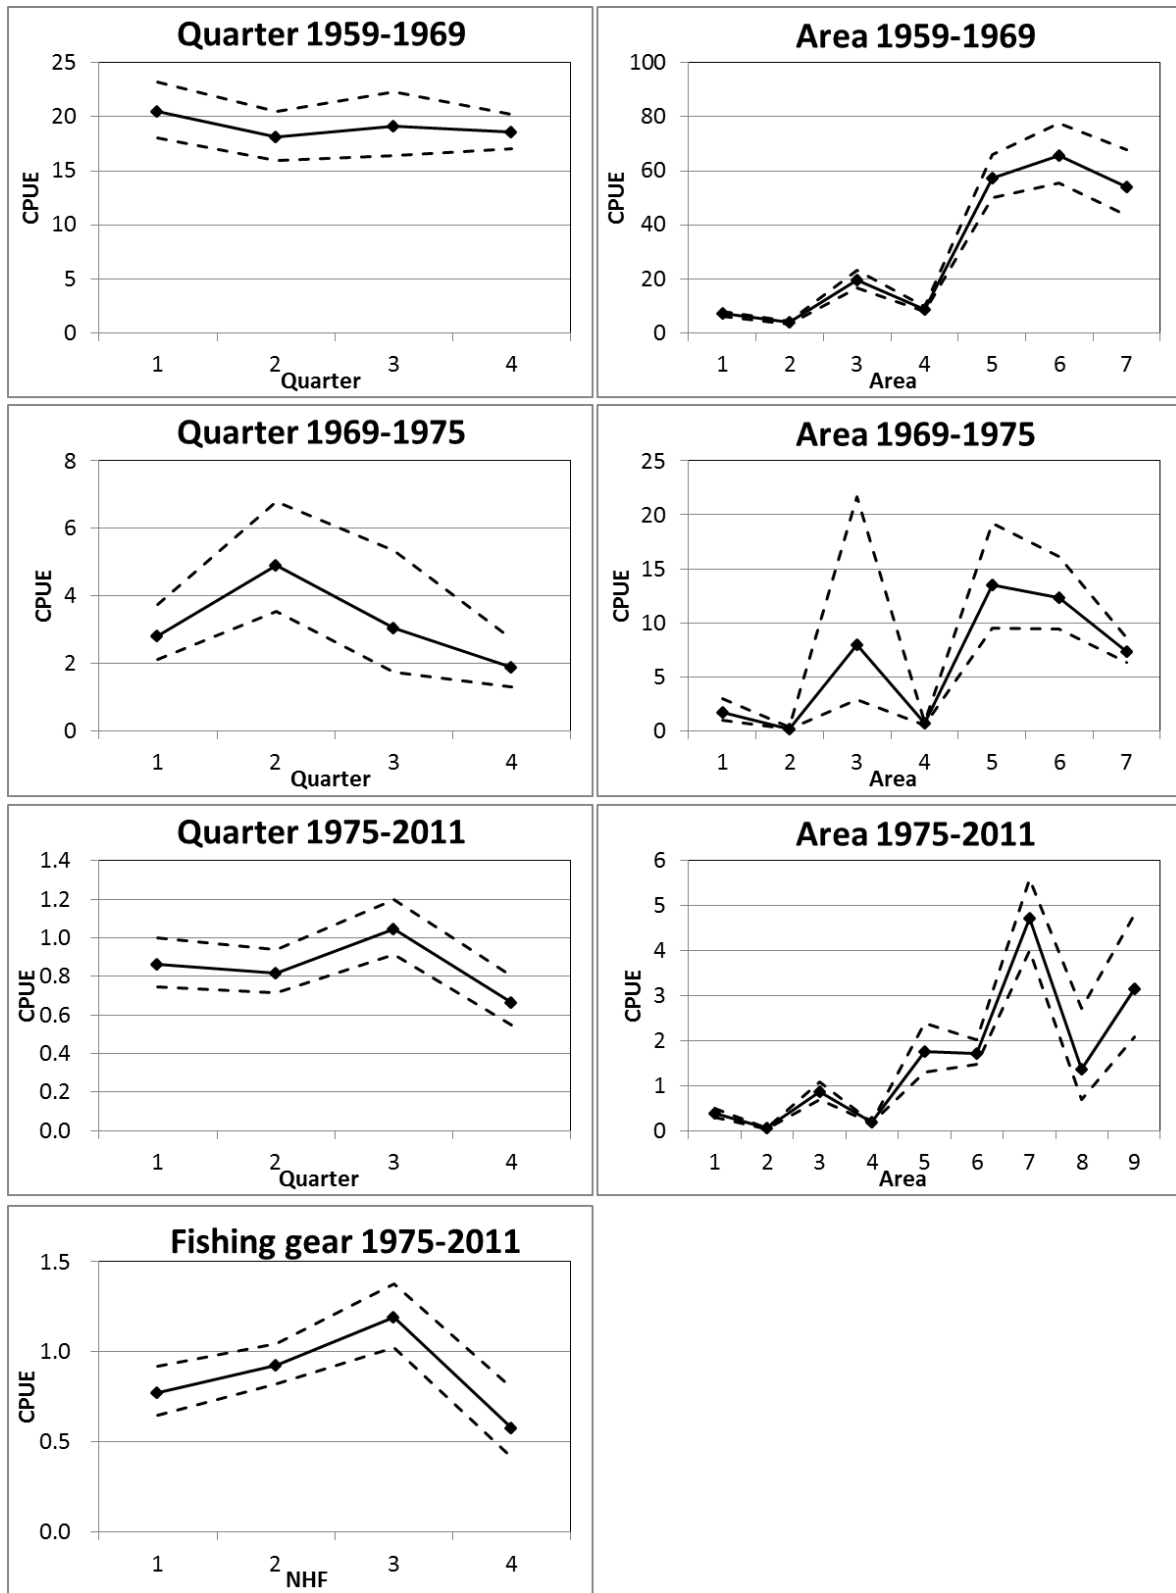 Quarter 1959-1969
25
20
15
10
5
0
CPUE
1 2 3 4
Quarter
Area 1959-1969
100
80
60
40
20
0
CPUE
1 2 3 4 5 6 7
Area
Quarter 1969-1975
8
6
4
2
0
CPUE
1 2 3 4
Quarter
Area 1969-1975
25
20
15
10
5
0
CPUE
1 2 3 4 5 6 7
Area
Quarter 1975-2011
1.4
1.2
1.0
0.8
0.6
0.4
0.2
0.0
CPUE
1 2 3 4
Quarter
Area 1975-2011
6
5
4
3
2
1
0
CPUE
1 2 3 4 5 6 7 8 9
Area
Fishing gear 1975-2011
1.5
1.0
0.5
0.0
CPUE
1 2 3 4
NHF